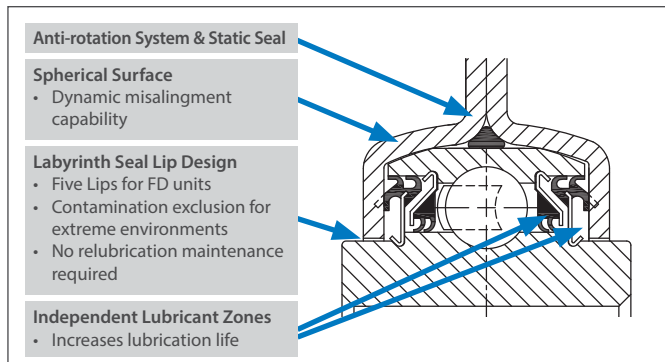 Anti-rotation System & Static Seal
Spherical Surface
• Dynamic misalingment
capability
Labyrinth Seal Lip Design
• Five Lips for FD units
• Contamination exclusion for
extreme environments
• No relubrication maintenance
required
Independent Lubricant Zones
• Increases lubrication life